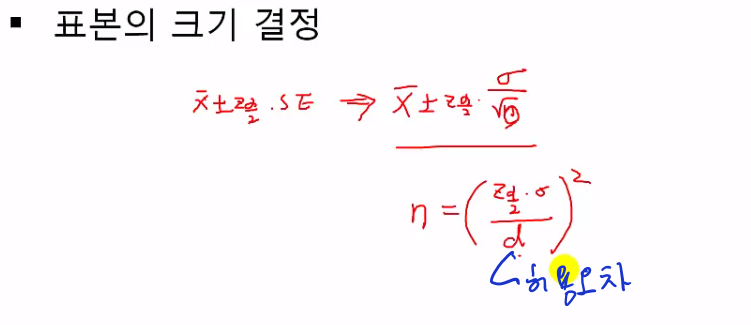 ▪ 표본의 크기 결정
x̄ ± z α/2 · SE ⇒ X̄ ± z α/2 · σ/√n
n = (z α/2 · σ / d)²
허용오차